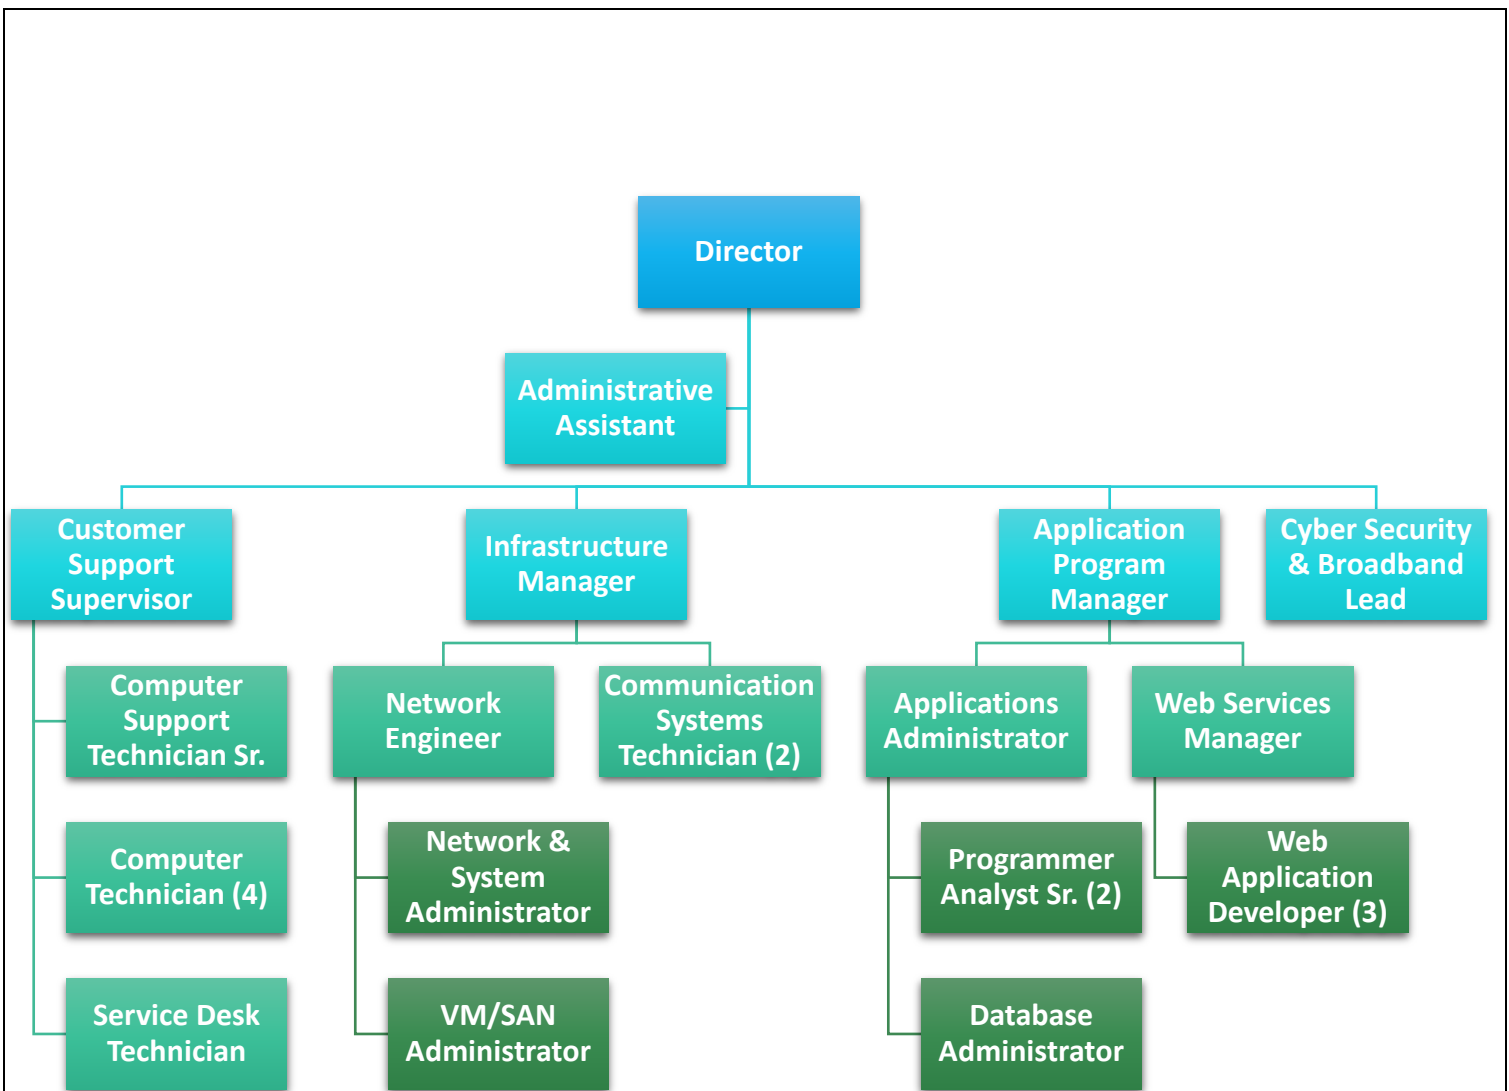 Director
Administrative
Assistant
Customer
Support
Supervisor
Infrastructure
Manager
Application
Program
Manager
Cyber Security
& Broadband
Lead
Computer
Support
Technician Sr.
Network
Engineer
Communication
Systems
Technician (2)
Applications
Administrator
Web Services
Manager
Computer
Technician (4)
Network &
System
Administrator
Programmer
Analyst Sr. (2)
Web
Application
Developer (3)
Service Desk
Technician
VM/SAN
Administrator
Database
Administrator